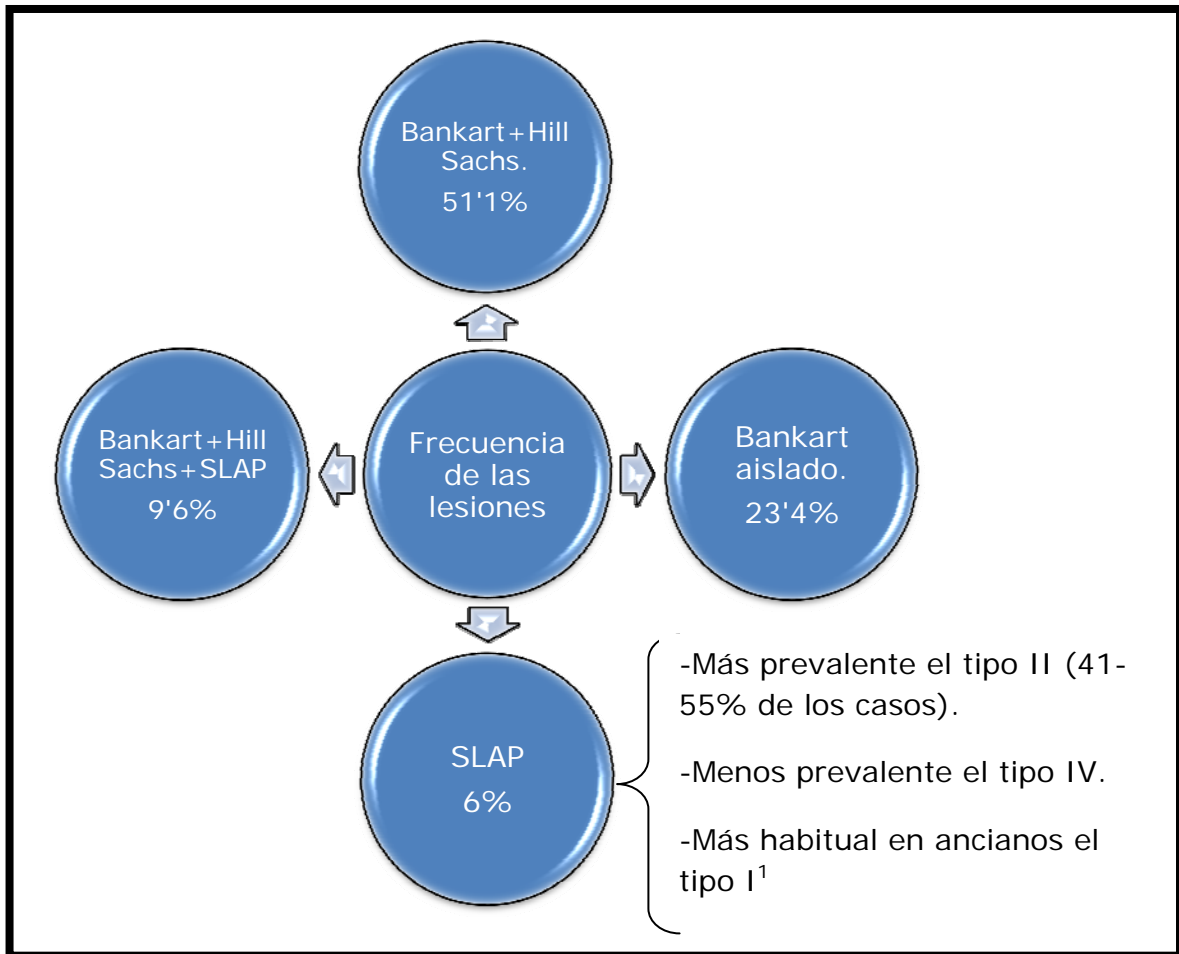 Bankart+Hill
Sachs.
51'1%
Bankart+Hill
Sachs+SLAP
9'6%
Frecuencia
de las
lesiones
Bankart
aislado.
23'4%
SLAP
6%
-Más prevalente el tipo II (41-
55% de los casos).
-Menos prevalente el tipo IV.
-Más habitual en ancianos el
tipo I¹